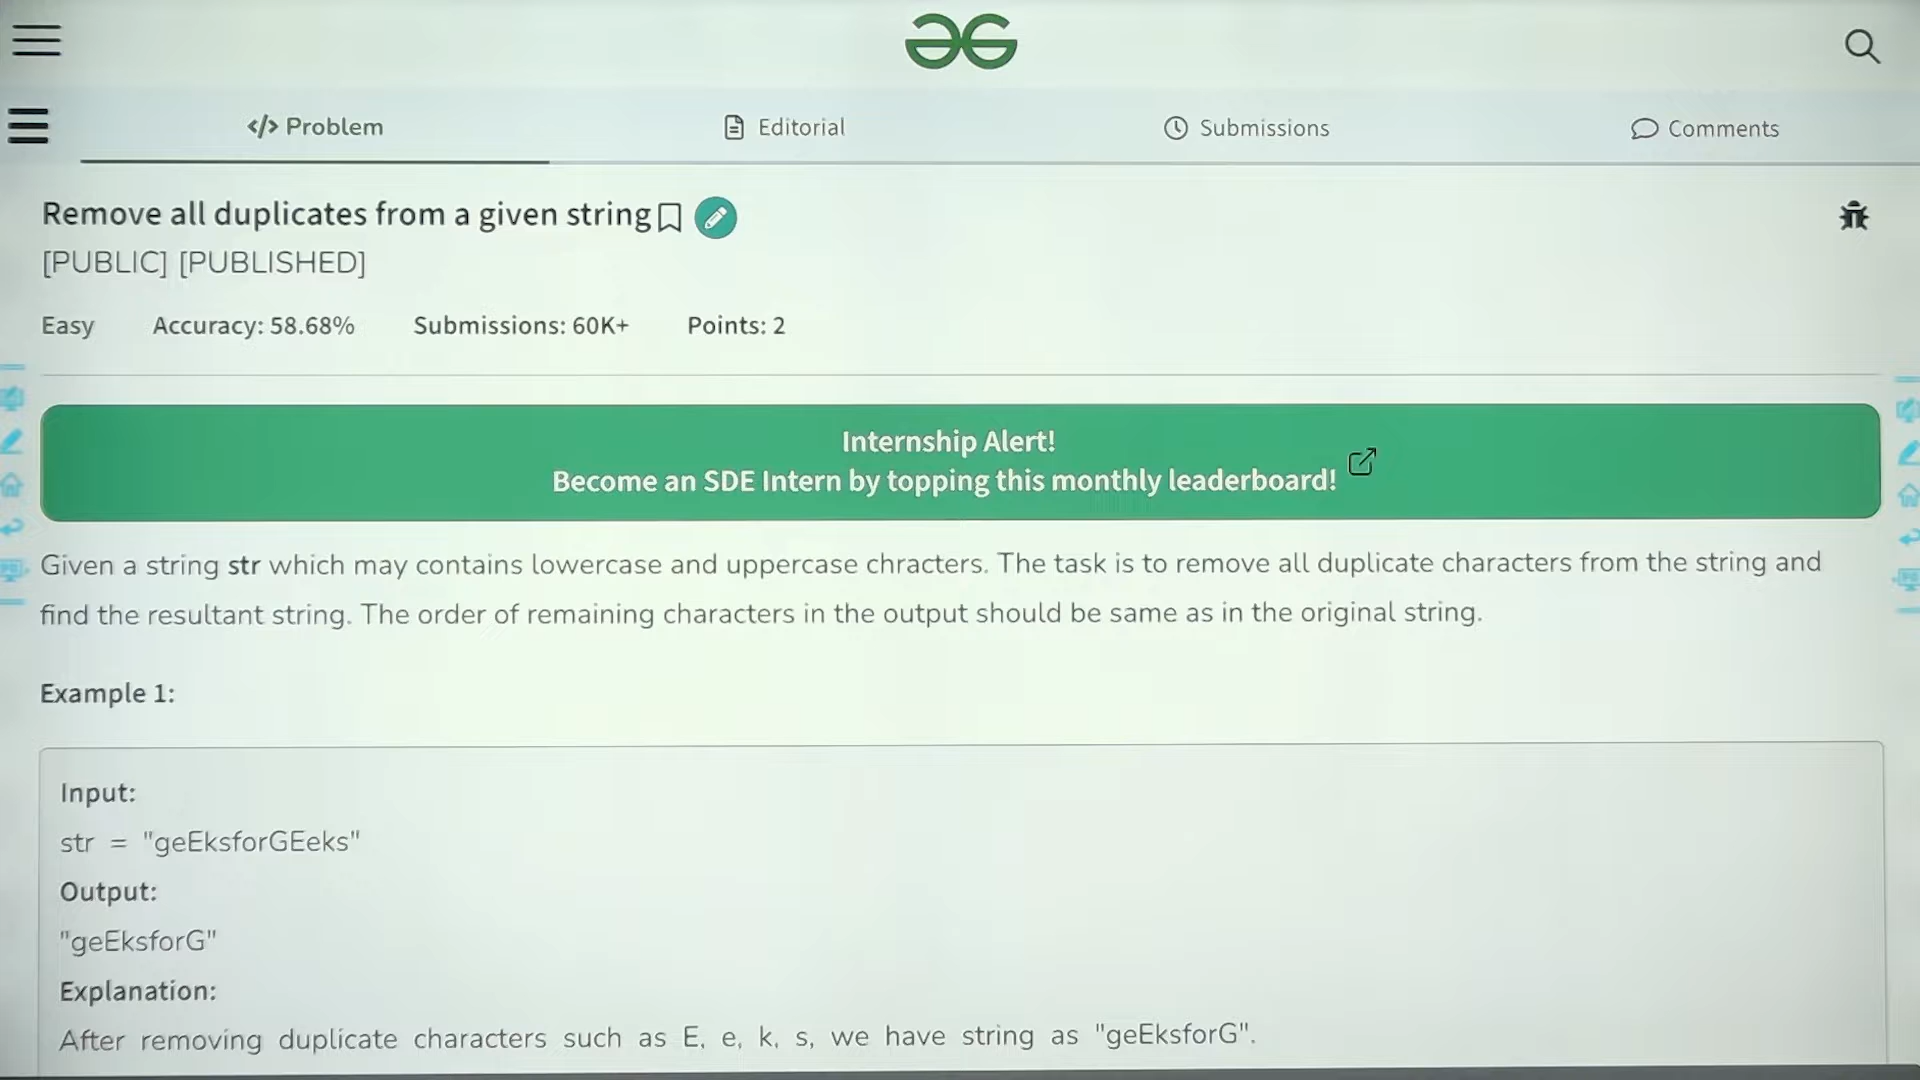 Problem
Editorial
Submissions
Comments
Remove all duplicates from a given string
[PUBLIC] [PUBLISHED]
Easy Accuracy: 58.68% Submissions: 60K+ Points: 2
Internship Alert!
Become an SDE Intern by topping this monthly leaderboard!
Given a string str which may contains lowercase and uppercase chracters. The task is to remove all duplicate characters from the string and
find the resultant string. The order of remaining characters in the output should be same as in the original string.
Example 1:
Input:
str = "geEksforGEeks"
Output:
"geEksforG"
Explanation:
After removing duplicate characters such as E, e, k, s, we have string as "geEksforG".